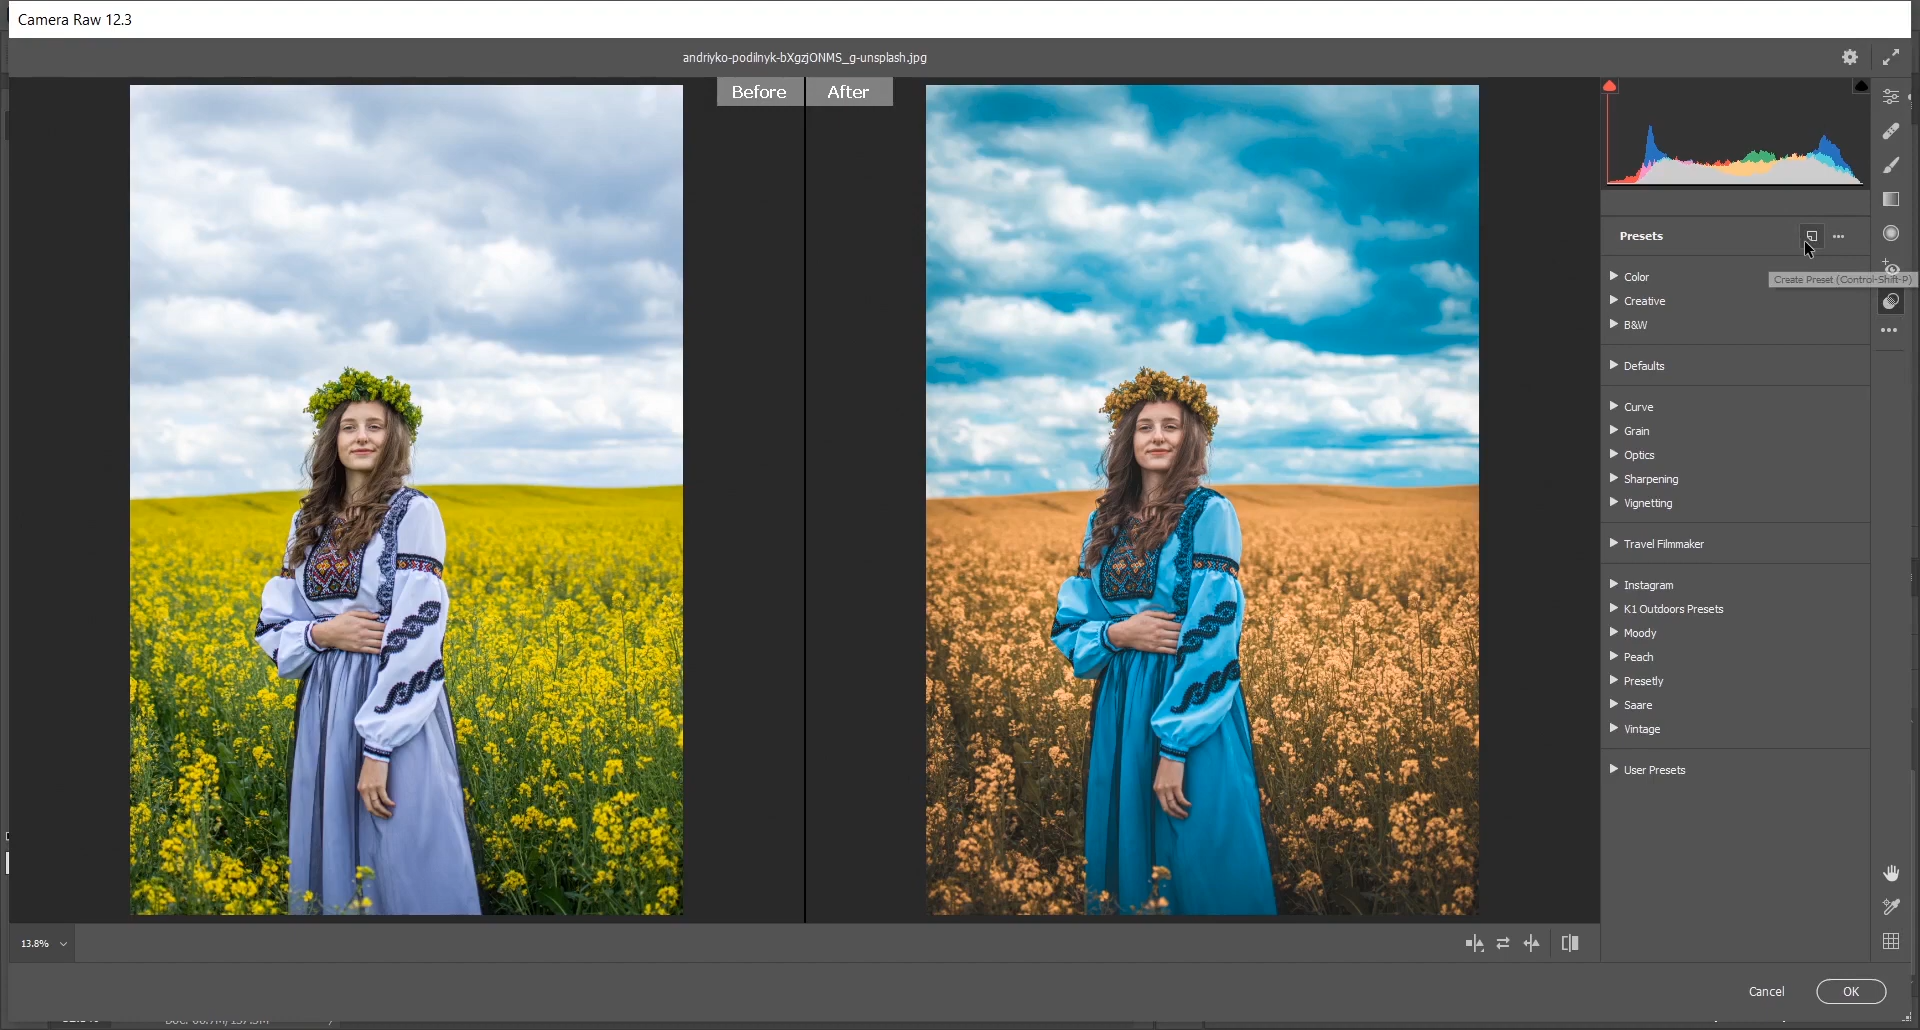 Camera Raw 12.3
andriyko-podilnyk-bXgzjONMS_g-unsplash.jpg
Before
After
Presets
Create Preset (Control-Shift-P)
Color
Creative
B&W
Defaults
Curve
Grain
Optics
Sharpening
Vignetting
Travel Filmmaker
Instagram
K1 Outdoors Presets
Moody
Peach
Presetly
Saare
Vintage
User Presets
13.8%
Cancel
OK